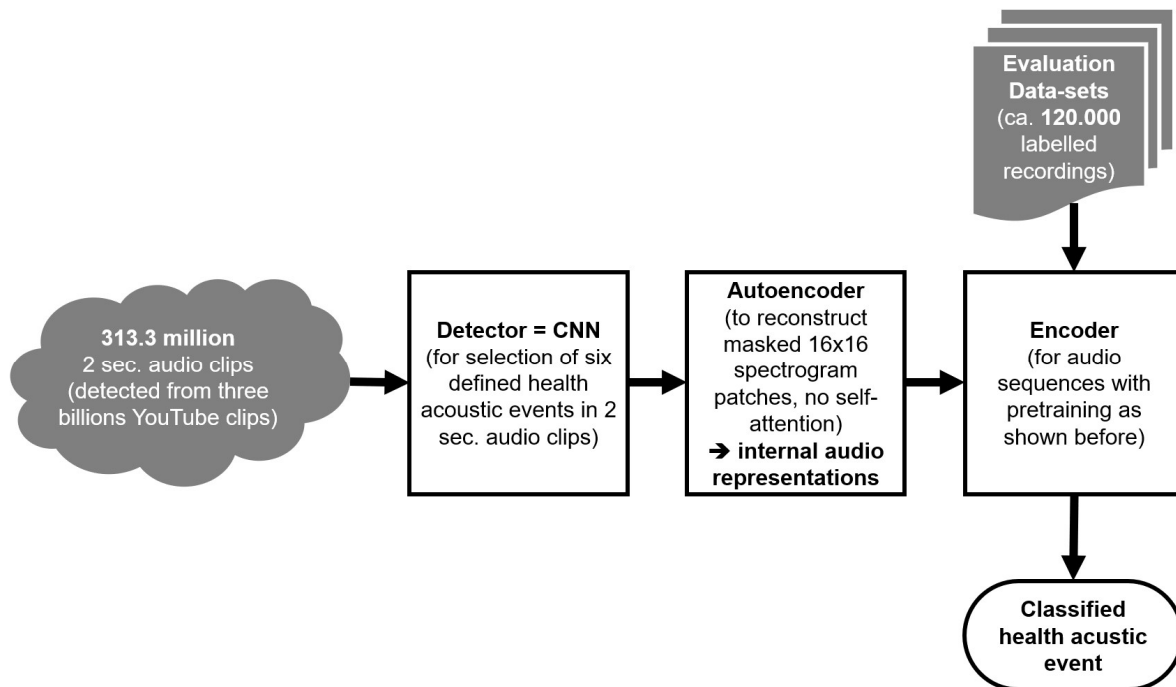 Evaluation
Data-sets
(ca. 120.000
labelled
recordings)
313.3 million
2 sec. audio clips
(detected from three
billions YouTube clips)
Detector = CNN
(for selection of six
defined health
acoustic events in 2
sec. audio clips)
Autoencoder
(to reconstruct
masked 16x16
spectrogram
patches, no self-
attention)
➔ internal audio
representations
Encoder
(for audio
sequences with
pretraining as
shown before)
Classified
health acustic
event